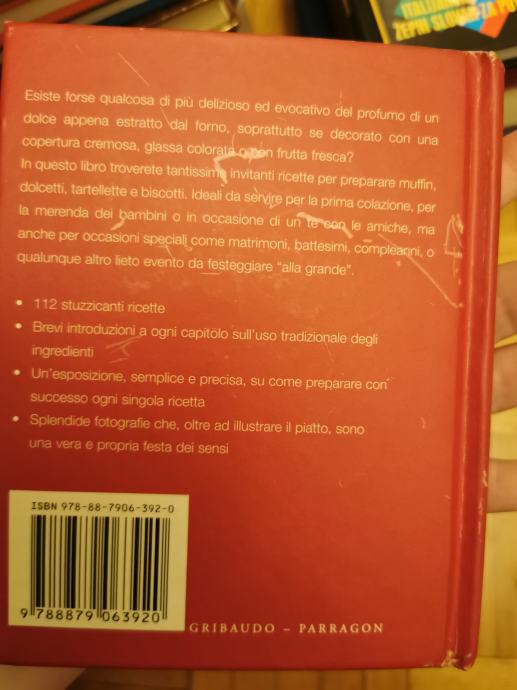 ITALIANO
ZEPIÙ SLOV
Esiste forse qualcosa di più delizioso ed evocativo del profumo di un
dolce appena estratto dal forno, soprattutto se decorato con una
copertura cremosa, glassa colorata o con frutta fresca?
In questo libro troverete tantissime invitanti ricette per preparare muffin,
dolcetti, tartellette e biscotti. Ideali da servire per la prima colazione, per
la merenda dei bambini o in occasione di un tè con le amiche, ma
anche per occasioni speciali come matrimoni, battesimi, compleanni, o
qualunque altro lieto evento da festeggiare "alla grande".
• 112 stuzzicanti ricette
• Brevi introduzioni a ogni capitolo sull'uso tradizionale degli
ingredienti
• Un'esposizione, semplice e precisa, su come preparare con
successo ogni singola ricetta
• Splendide fotografie che, oltre ad illustrare il piatto, sono
una vera e propria festa dei sensi
ISBN 978-88-7906-392-0
9 788879 063920
GRIBAUDO – PARRAGON